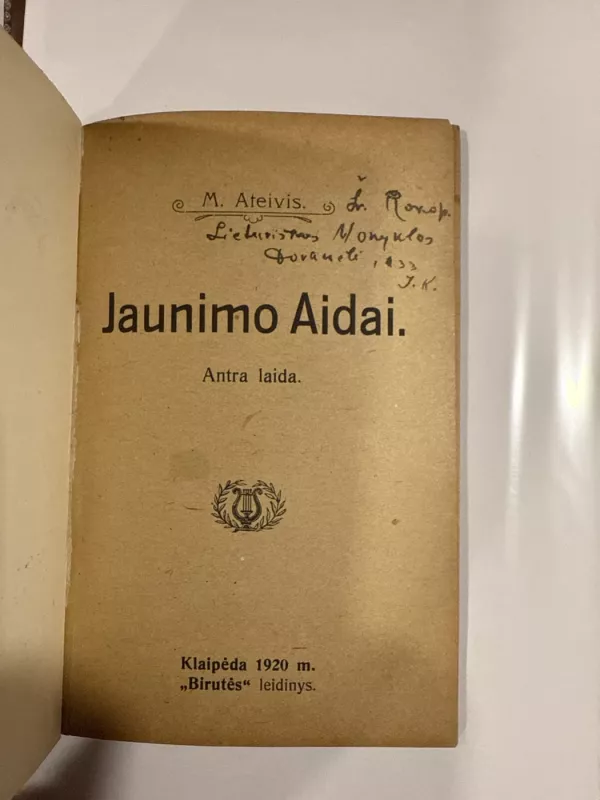 M. Ateivis.
Lietuviškos Mokyklos
1933
J. K.
Jaunimo Aidai.
Antra laida.
Klaipėda 1920 m.
„Birutės“ leidinys.